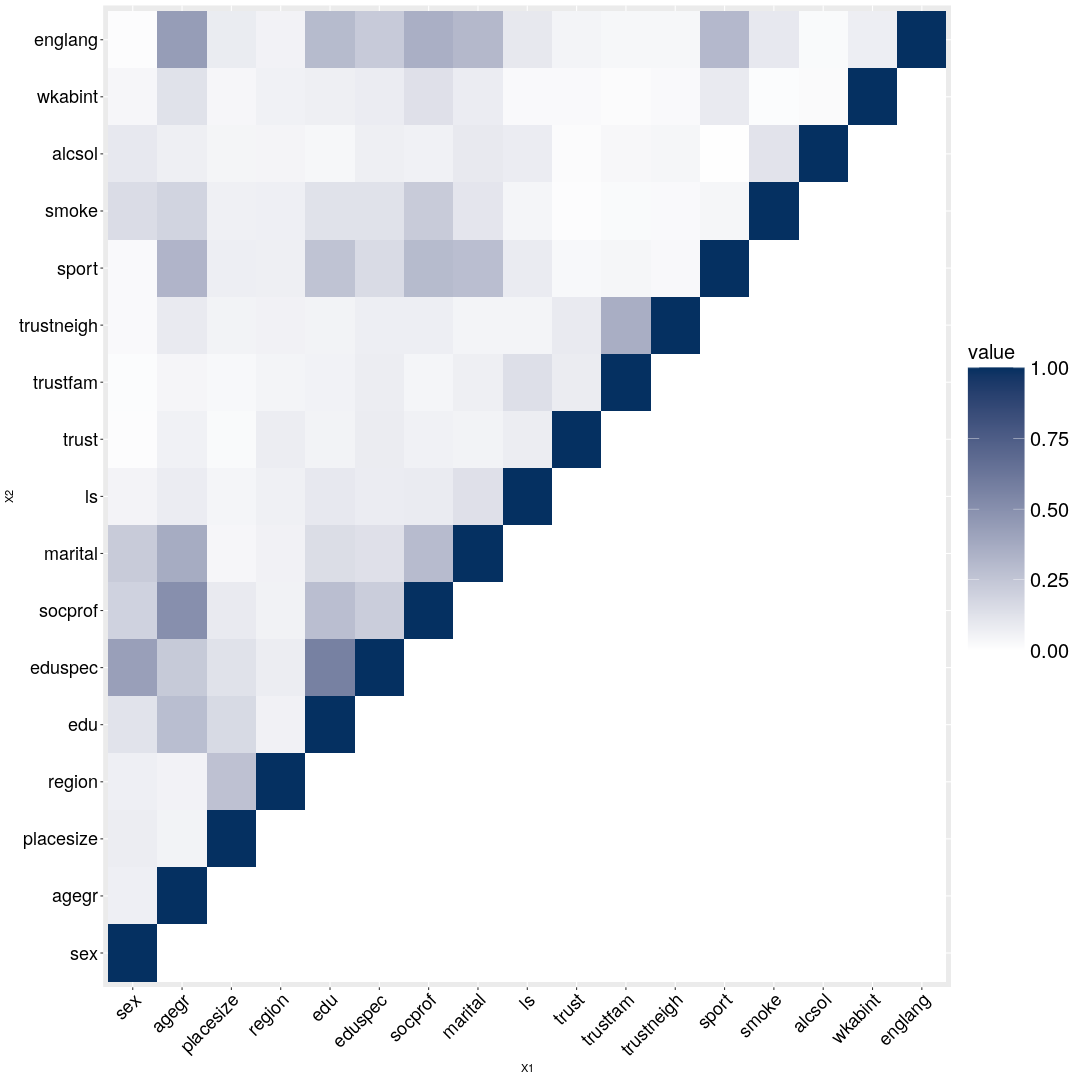 englang
wkabint
alcsol
smoke
sport
trustneigh
trustfam
trust
ls
marital
socprof
eduspec
edu
region
placesize
agegr
sex
X2
sex
agegr
placesize
region
edu
eduspec
socprof
marital
ls
trust
trustfam
trustneigh
sport
smoke
alcsol
wkabint
englang
X1
value
1.00
0.75
0.50
0.25
0.00